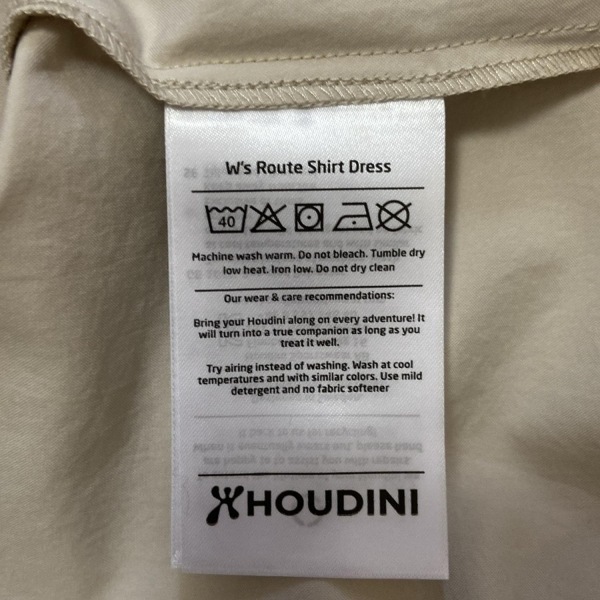 W's Route Shirt Dress
40
Machine wash warm. Do not bleach. Tumble dry
low heat. Iron low. Do not dry clean
Our wear & care recommendations:
Bring your Houdini along on every adventure! It
will turn into a true companion as long as you
treat it well.
Try airing instead of washing. Wash at cool
temperatures and with similar colors. Use mild
detergent and no fabric softener
HOUDINI